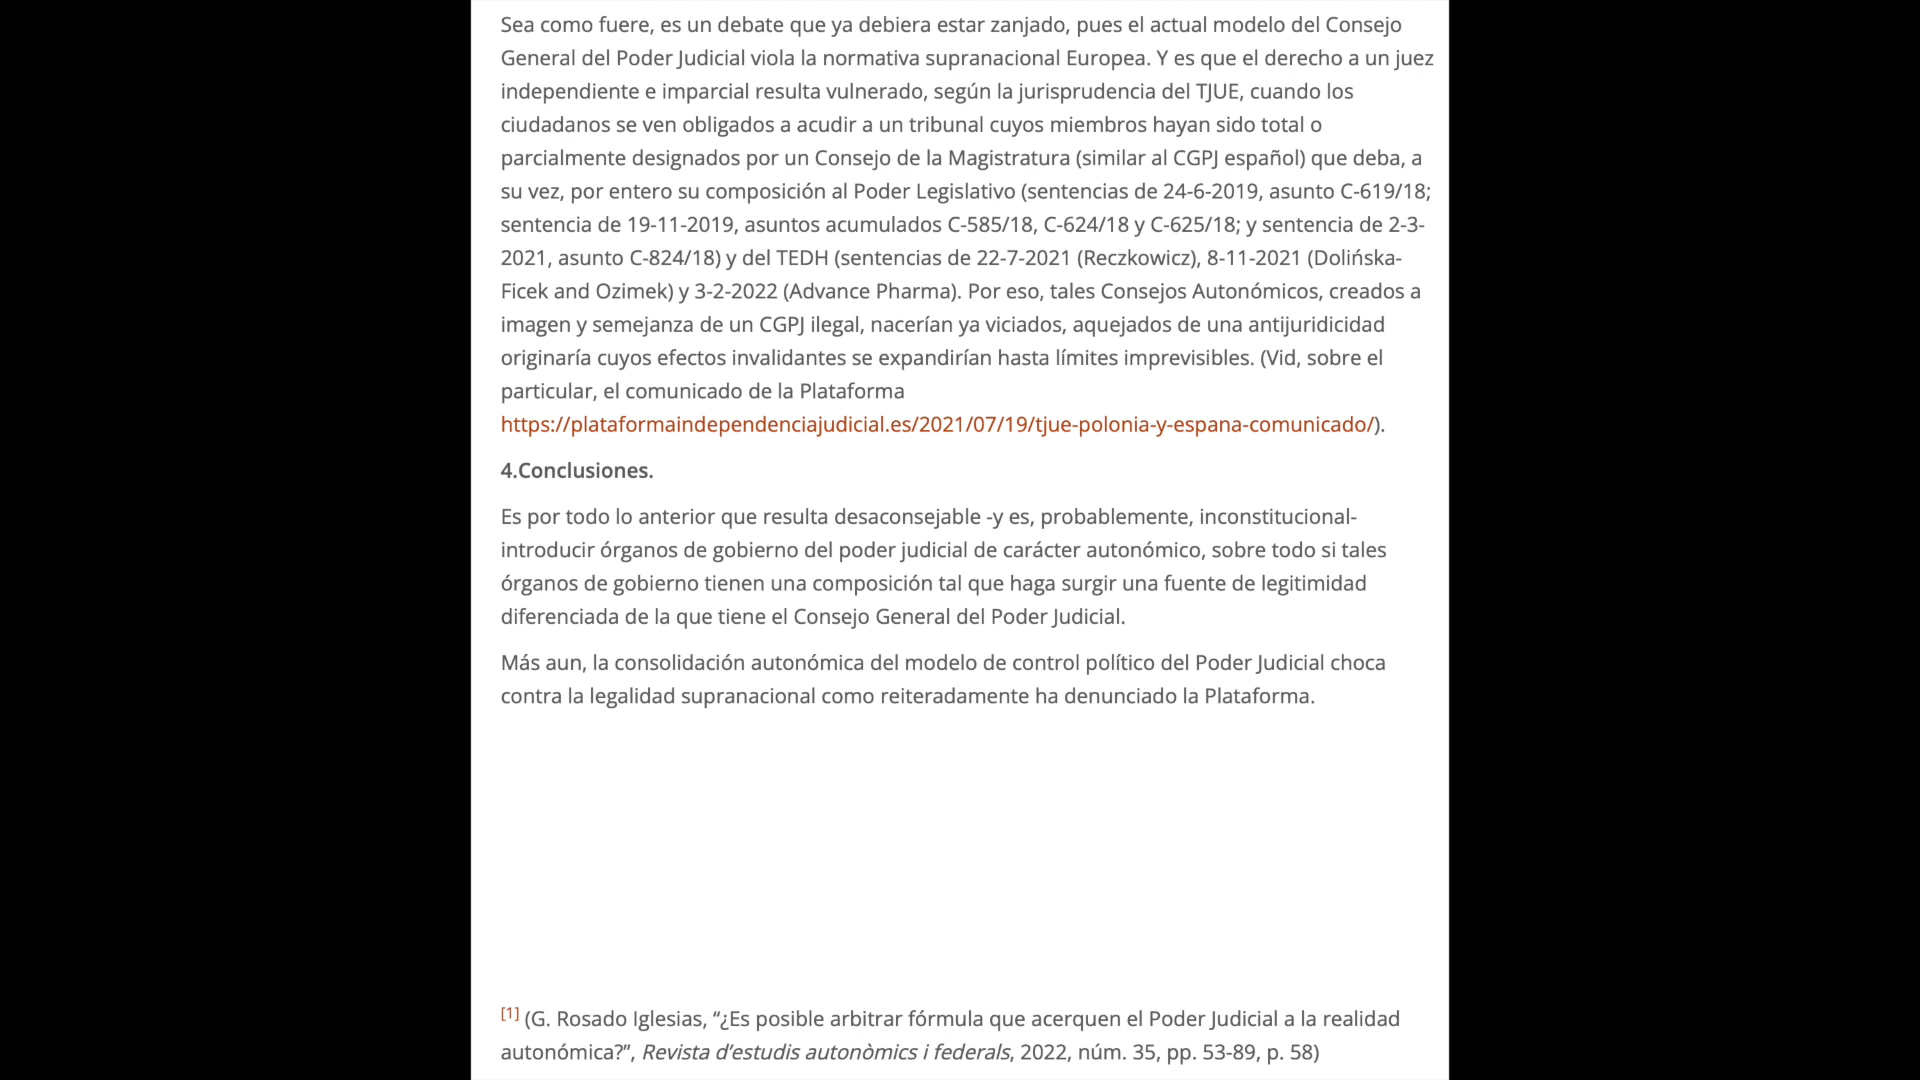 Sea como fuere, es un debate que ya debiera estar zanjado, pues el actual modelo del Consejo
General del Poder Judicial viola la normativa supranacional Europea. Y es que el derecho a un juez
independiente e imparcial resulta vulnerado, según la jurisprudencia del TJUE, cuando los
ciudadanos se ven obligados a acudir a un tribunal cuyos miembros hayan sido total o
parcialmente designados por un Consejo de la Magistratura (similar al CGPJ español) que deba, a
su vez, por entero su composición al Poder Legislativo (sentencias de 24-6-2019, asunto C-619/18;
sentencia de 19-11-2019, asuntos acumulados C-585/18, C-624/18 y C-625/18; y sentencia de 2-3-
2021, asunto C-824/18) y del TEDH (sentencias de 22-7-2021 (Reczkowicz), 8-11-2021 (Dolińska-
Ficek and Ozimek) y 3-2-2022 (Advance Pharma). Por eso, tales Consejos Autonómicos, creados a
imagen y semejanza de un CGPJ ilegal, nacerían ya viciados, aquejados de una antijuridicidad
originaría cuyos efectos invalidantes se expandirían hasta límites imprevisibles. (Vid, sobre el
particular, el comunicado de la Plataforma
https://plataformaindependenciajudicial.es/2021/07/19/tjue-polonia-y-espana-comunicado/).
4.Conclusiones.
Es por todo lo anterior que resulta desaconsejable -y es, probablemente, inconstitucional-
introducir órganos de gobierno del poder judicial de carácter autonómico, sobre todo si tales
órganos de gobierno tienen una composición tal que haga surgir una fuente de legitimidad
diferenciada de la que tiene el Consejo General del Poder Judicial.
Más aun, la consolidación autonómica del modelo de control político del Poder Judicial choca
contra la legalidad supranacional como reiteradamente ha denunciado la Plataforma.
[1] (G. Rosado Iglesias, “¿Es posible arbitrar fórmula que acerquen el Poder Judicial a la realidad
autonómica?”, Revista d’estudis autonòmics i federals, 2022, núm. 35, pp. 53-89, p. 58)